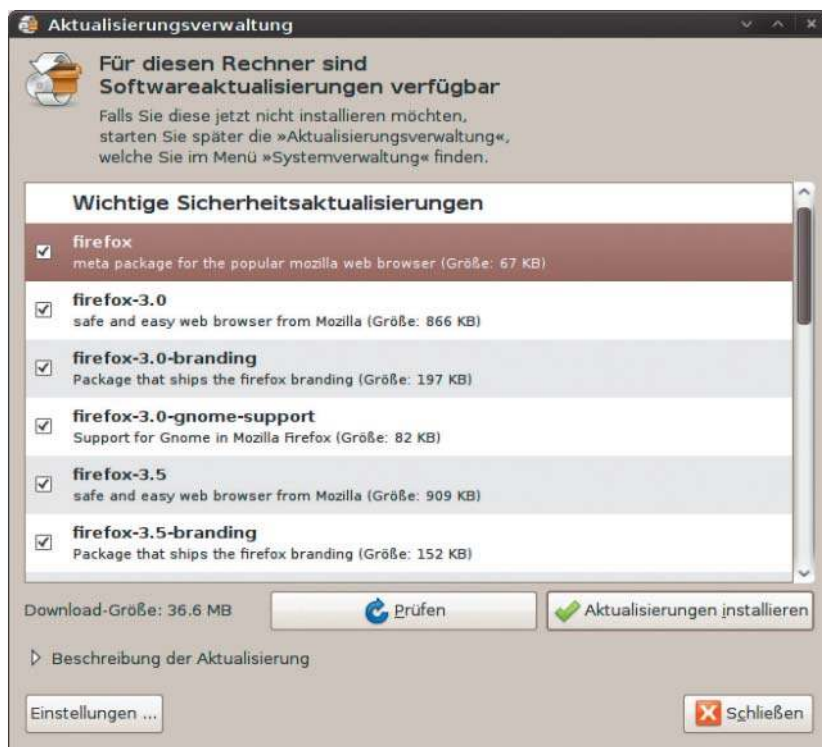 Aktualisierungsverwaltung
Für diesen Rechner sind
Softwareaktualisierungen verfügbar
Falls Sie diese jetzt nicht installieren möchten,
starten Sie später die »Aktualisierungsverwaltung«,
welche Sie im Menü »Systemverwaltung« finden.
Wichtige Sicherheitsaktualisierungen
firefox
meta package for the popular mozilla web browser (Größe: 67 KB)
firefox-3.0
safe and easy web browser from Mozilla (Größe: 866 KB)
firefox-3.0-branding
Package that ships the firefox branding (Größe: 197 KB)
firefox-3.0-gnome-support
Support for Gnome in Mozilla Firefox (Größe: 82 KB)
firefox-3.5
safe and easy web browser from Mozilla (Größe: 909 KB)
firefox-3.5-branding
Package that ships the firefox branding (Größe: 152 KB)
Download-Größe: 36.6 MB
Prüfen
Aktualisierungen installieren
Beschreibung der Aktualisierung
Einstellungen ...
Schließen